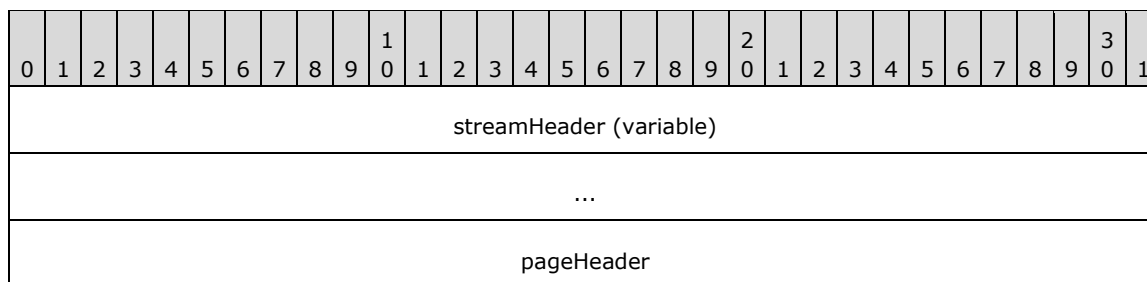 1 2 3
0 1 2 3 4 5 6 7 8 9 0 1 2 3 4 5 6 7 8 9 0 1 2 3 4 5 6 7 8 9 0 1
streamHeader (variable)
...
pageHeader